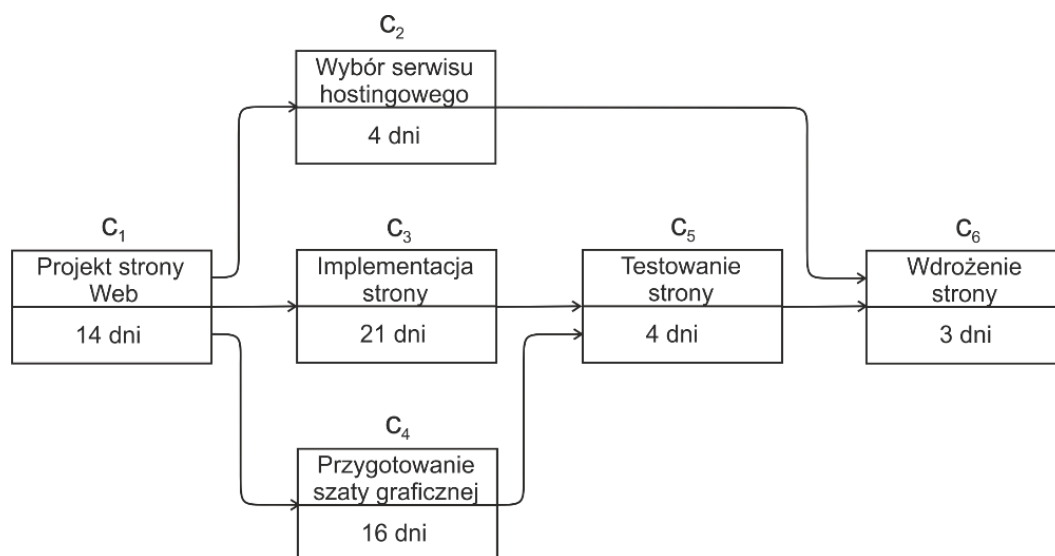 C₂
Wybór serwisu
hostingowego
4 dni
C₁
Projekt strony
Web
14 dni
C₃
Implementacja
strony
21 dni
C₅
Testowanie
strony
4 dni
C₆
Wdrożenie
strony
3 dni
C₄
Przygotowanie
szaty graficznej
16 dni